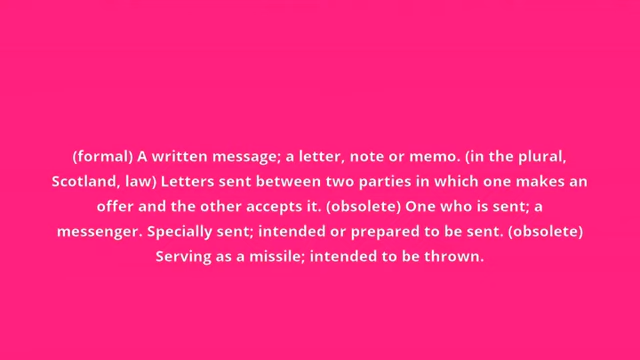 (formal) A written message; a letter, note or memo. (in the plural,
Scotland, law) Letters sent between two parties in which one makes an
offer and the other accepts it. (obsolete) One who is sent; a
messenger. Specially sent; intended or prepared to be sent. (obsolete)
Serving as a missile; intended to be thrown.